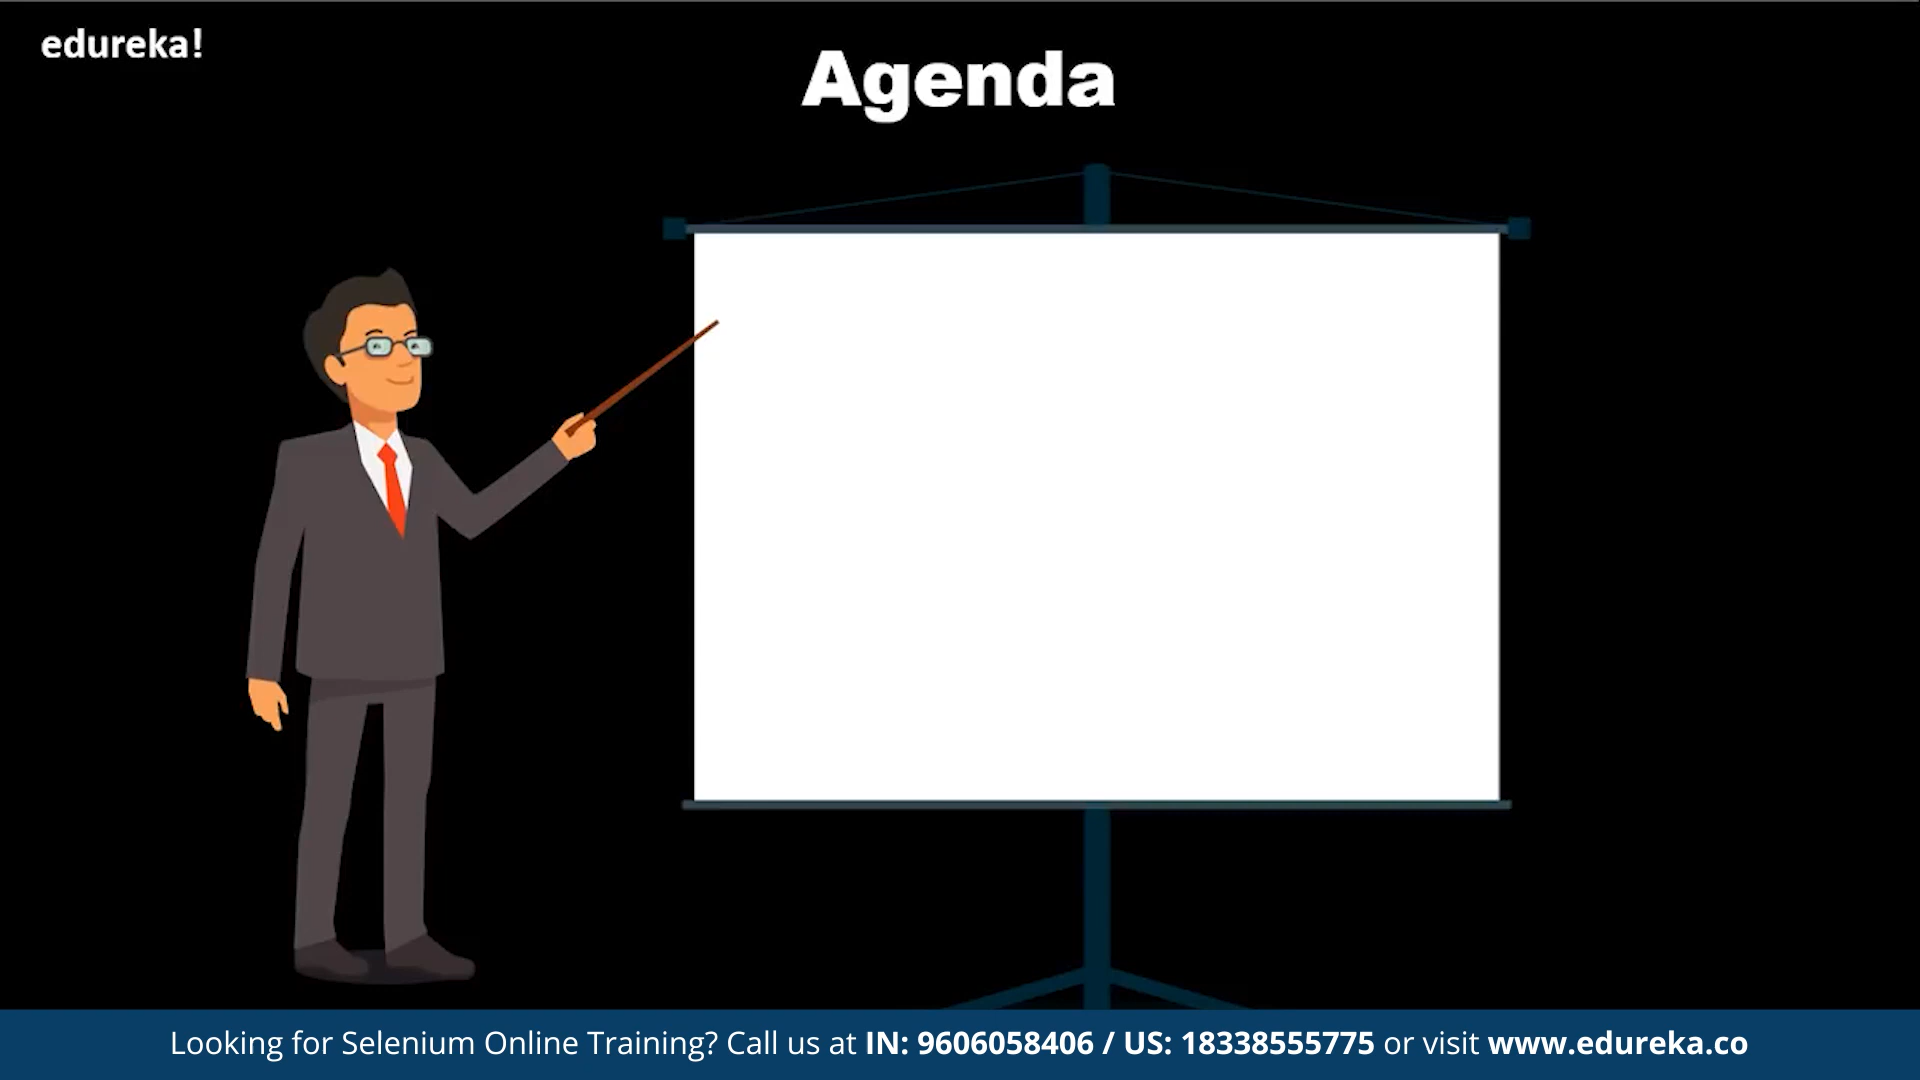 edureka!
Agenda
Looking for Selenium Online Training? Call us at IN: 9606058406 / US: 18338555775 or visit www.edureka.co